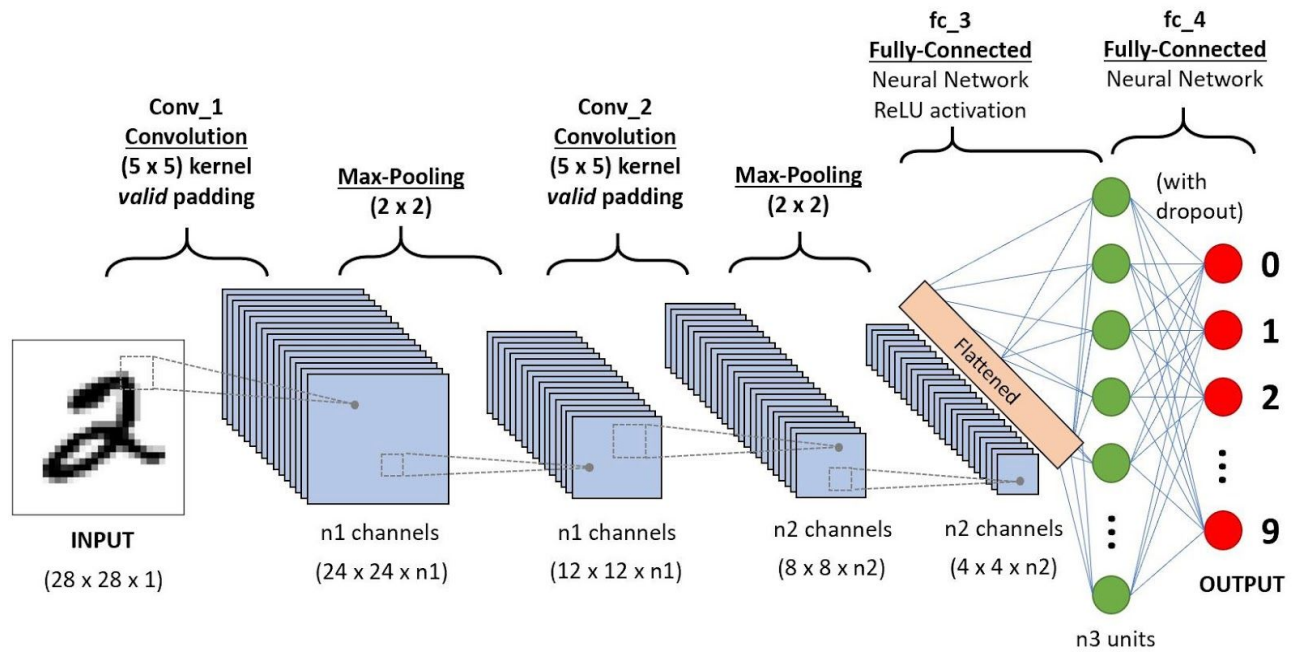 Conv_1
Convolution
(5 x 5) kernel
valid padding
Max-Pooling
(2 x 2)
Conv_2
Convolution
(5 x 5) kernel
valid padding
Max-Pooling
(2 x 2)
fc_3
Fully-Connected
Neural Network
ReLU activation
fc_4
Fully-Connected
Neural Network
(with
dropout)
Flattened
0
1
2
9
OUTPUT
INPUT
(28 x 28 x 1)
n1 channels
(24 x 24 x n1)
n1 channels
(12 x 12 x n1)
n2 channels
(8 x 8 x n2)
n2 channels
(4 x 4 x n2)
n3 units
2